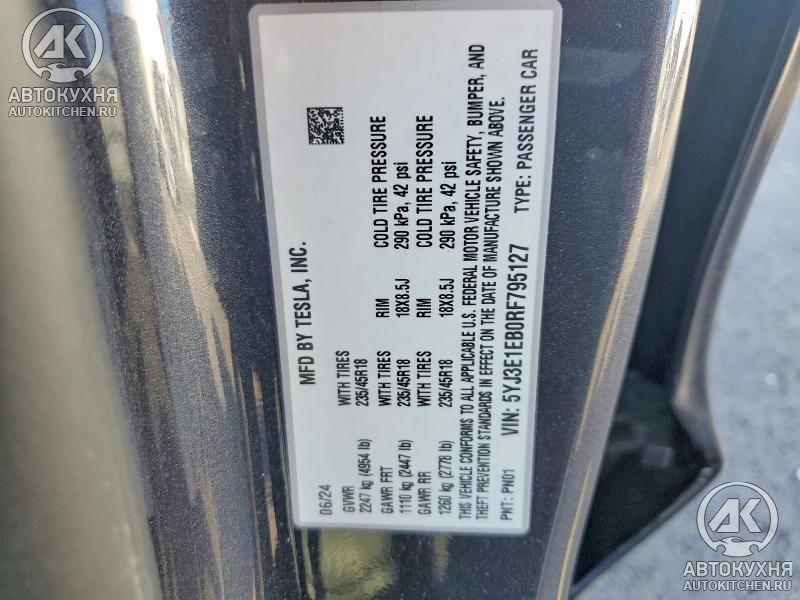 MFD BY TESLA, INC.
06/24
GVWR WITH TIRES RIM COLD TIRE PRESSURE
2247 kg (4954 lb) 235/45R18 18X8.5J 290 kPa, 42 psi
GAWR FRT WITH TIRES RIM COLD TIRE PRESSURE
1110 kg (2447 lb) 235/45R18 18X8.5J 290 kPa, 42 psi
GAWR RR
1260 kg (2778 lb) 235/45R18
THIS VEHICLE CONFORMS TO ALL APPLICABLE U.S. FEDERAL MOTOR VEHICLE SAFETY, BUMPER, AND
THEFT PREVENTION STANDARDS IN EFFECT ON THE DATE OF MANUFACTURE SHOWN ABOVE.
PNT: PN01 VIN: 5YJ3E1EB0RF795127 TYPE: PASSENGER CAR
АК
АВТОКУХНЯ
AUTOKITCHEN.RU
АК
АВТОКУХНЯ
AUTOKITCHEN.RU